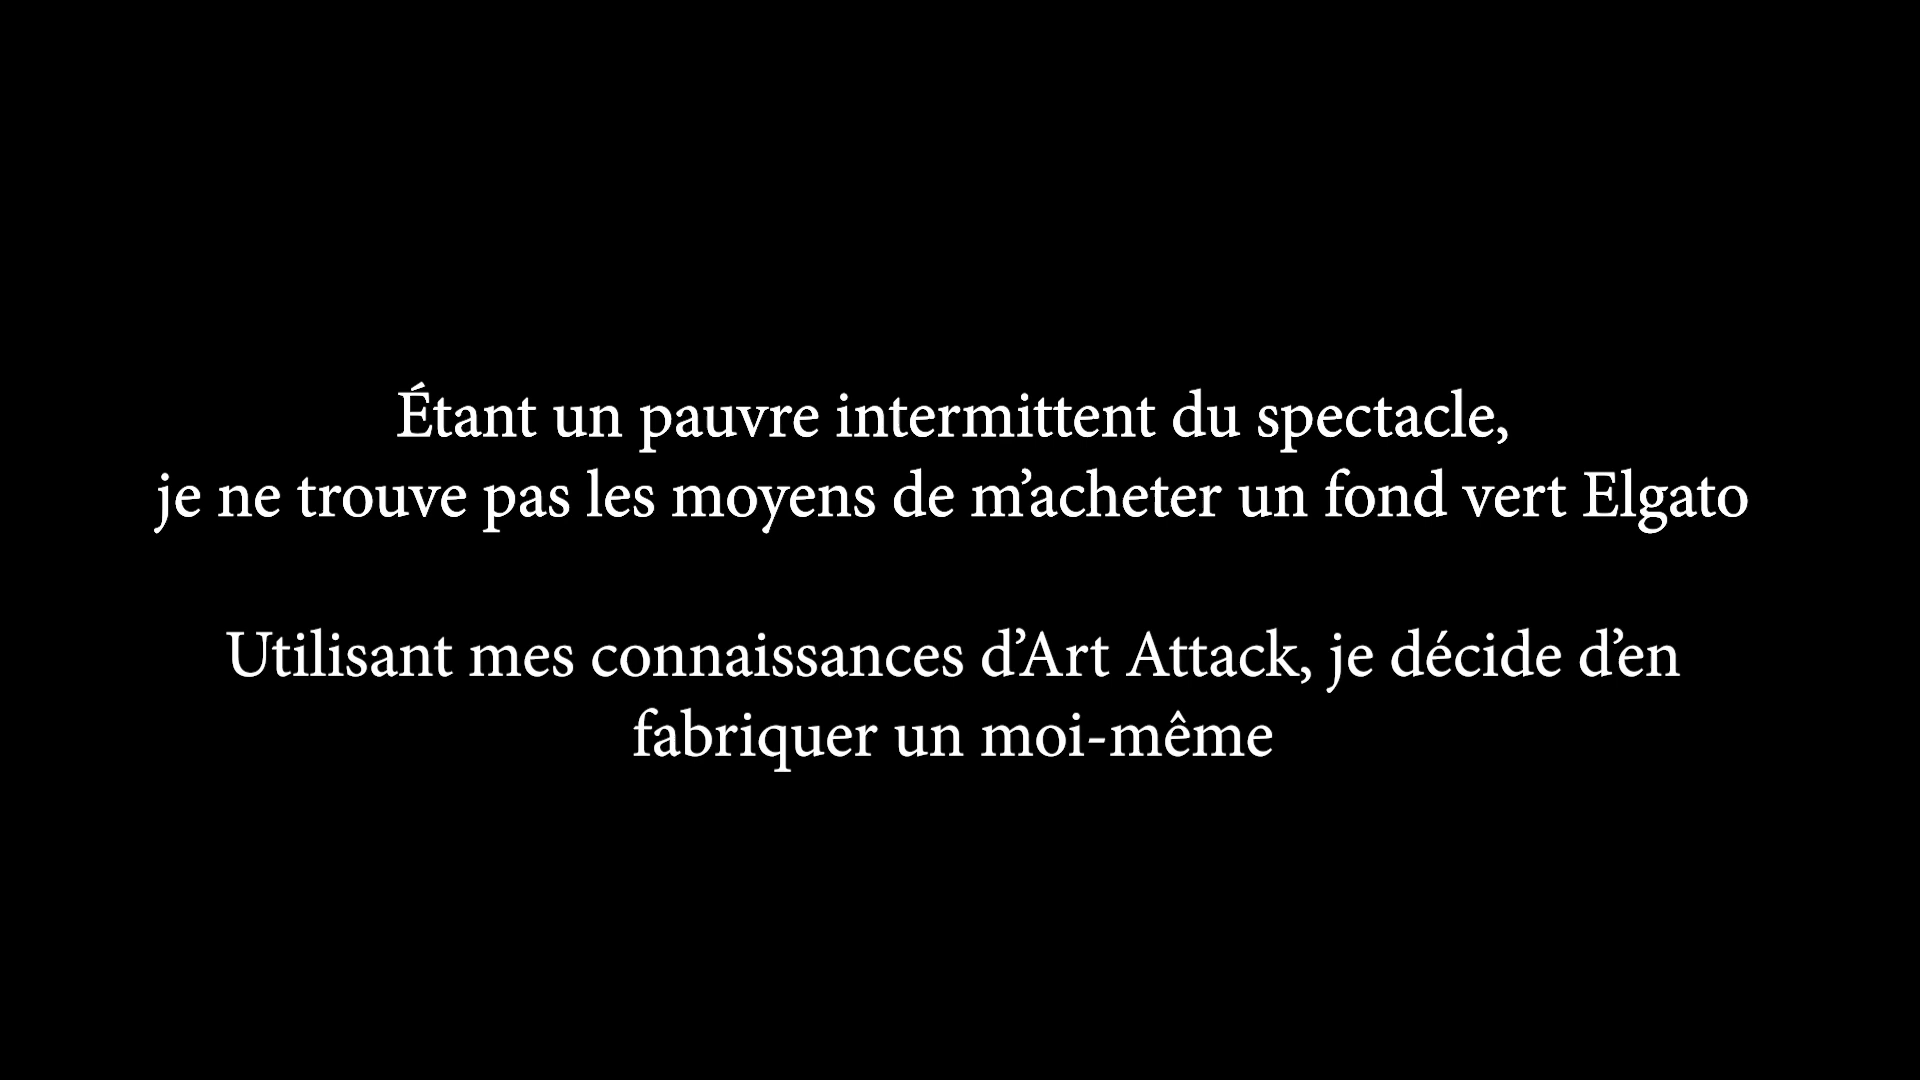 Étant un pauvre intermittent du spectacle,
je ne trouve pas les moyens de m’acheter un fond vert Elgato
Utilisant mes connaissances d’Art Attack, je décide d’en
fabriquer un moi-même